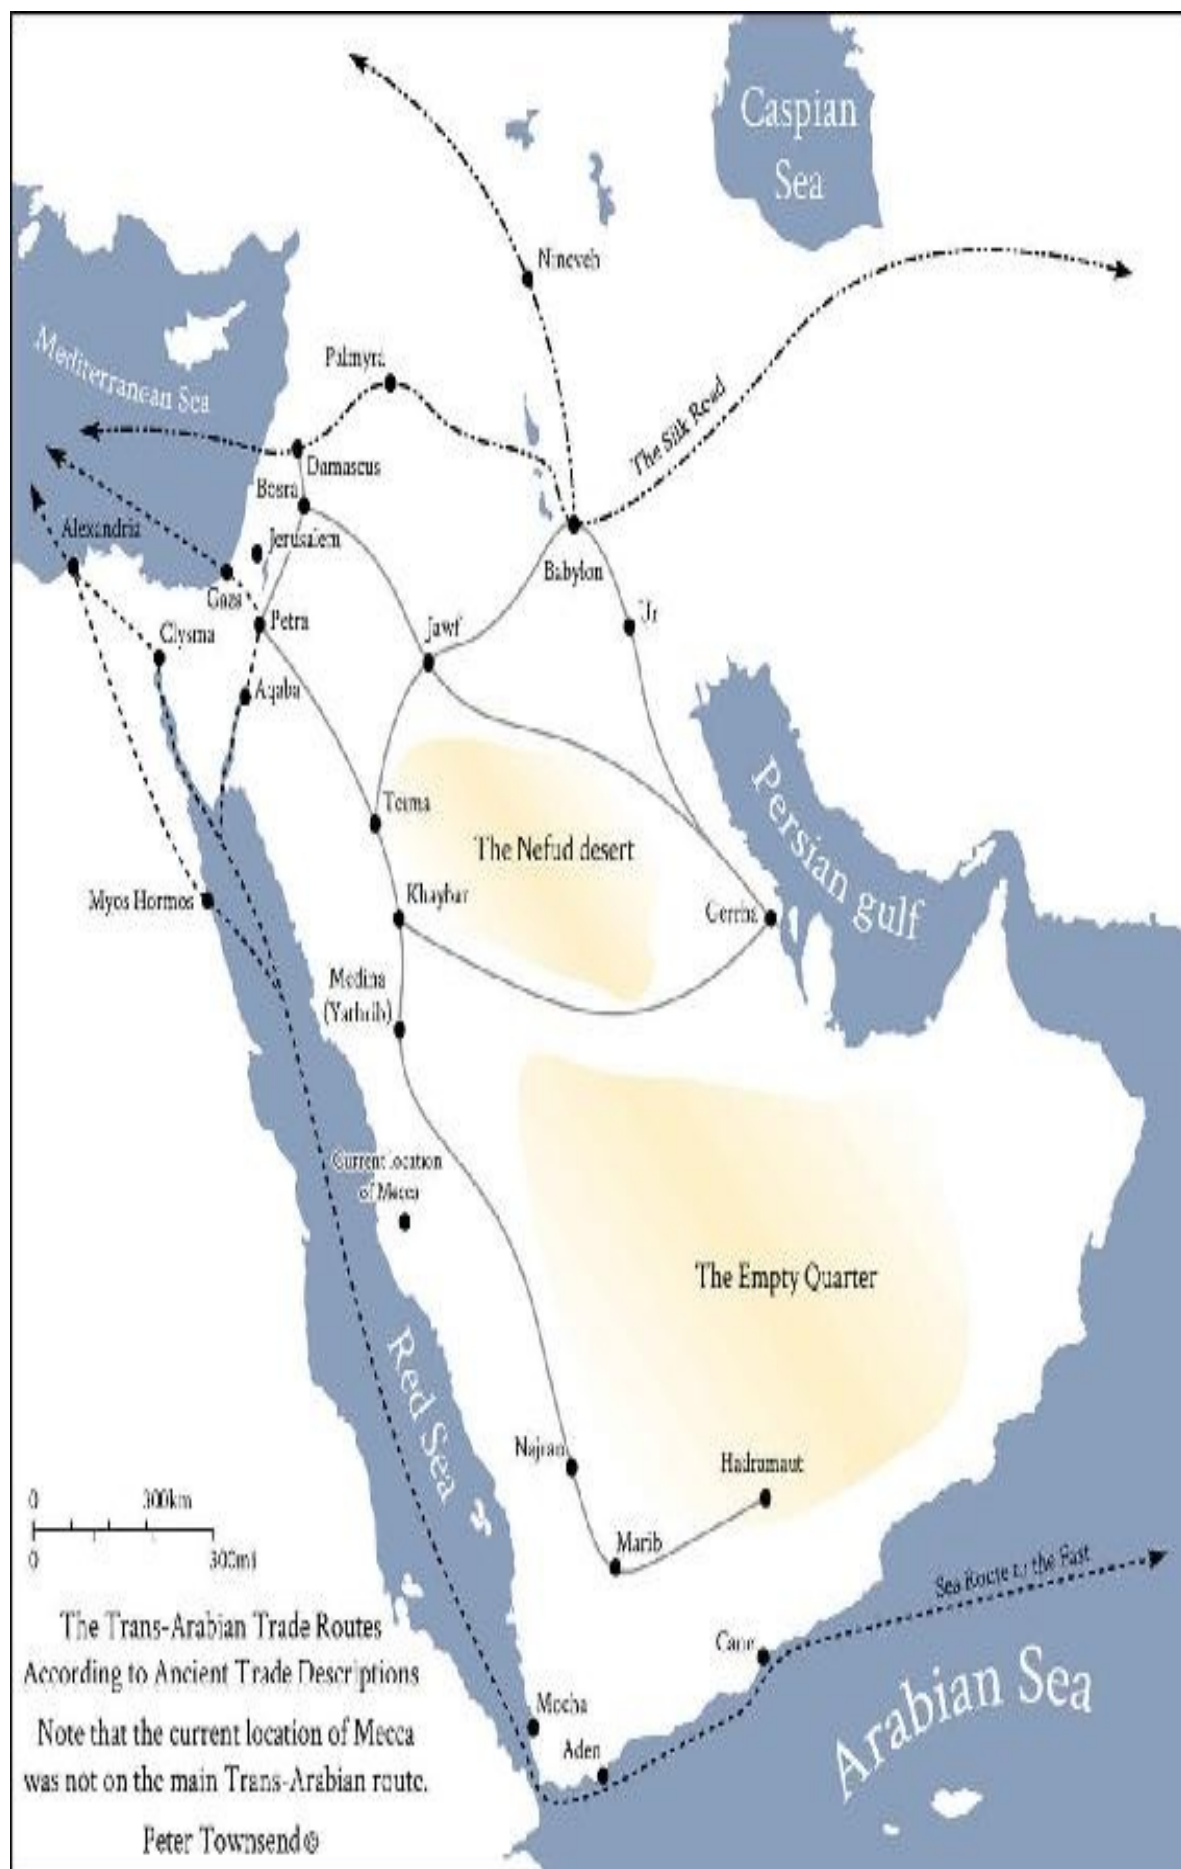 Caspian
Sea
Nineveh
Palmyra
Mediterranean Sea
The Silk Road
Damascus
Bosra
Alexandria
Jerusalem
Babylon
Gaza
Ur
Petra
Jawf
Clysma
Aqaba
Persian gulf
Teima
The Nefud desert
Khaybar
Myos Hormos
Gerrha
Medina
(Yathrib)
Current location
of Mecca
The Empty Quarter
Red Sea
Najran
Hadramaut
0 300km
Marib
0 300mi
Sea Route to the East
The Trans-Arabian Trade Routes
According to Ancient Trade Descriptions
Cane
Arabian Sea
Mocha
Note that the current location of Mecca
Aden
was not on the main Trans-Arabian route.
Peter Townsend©